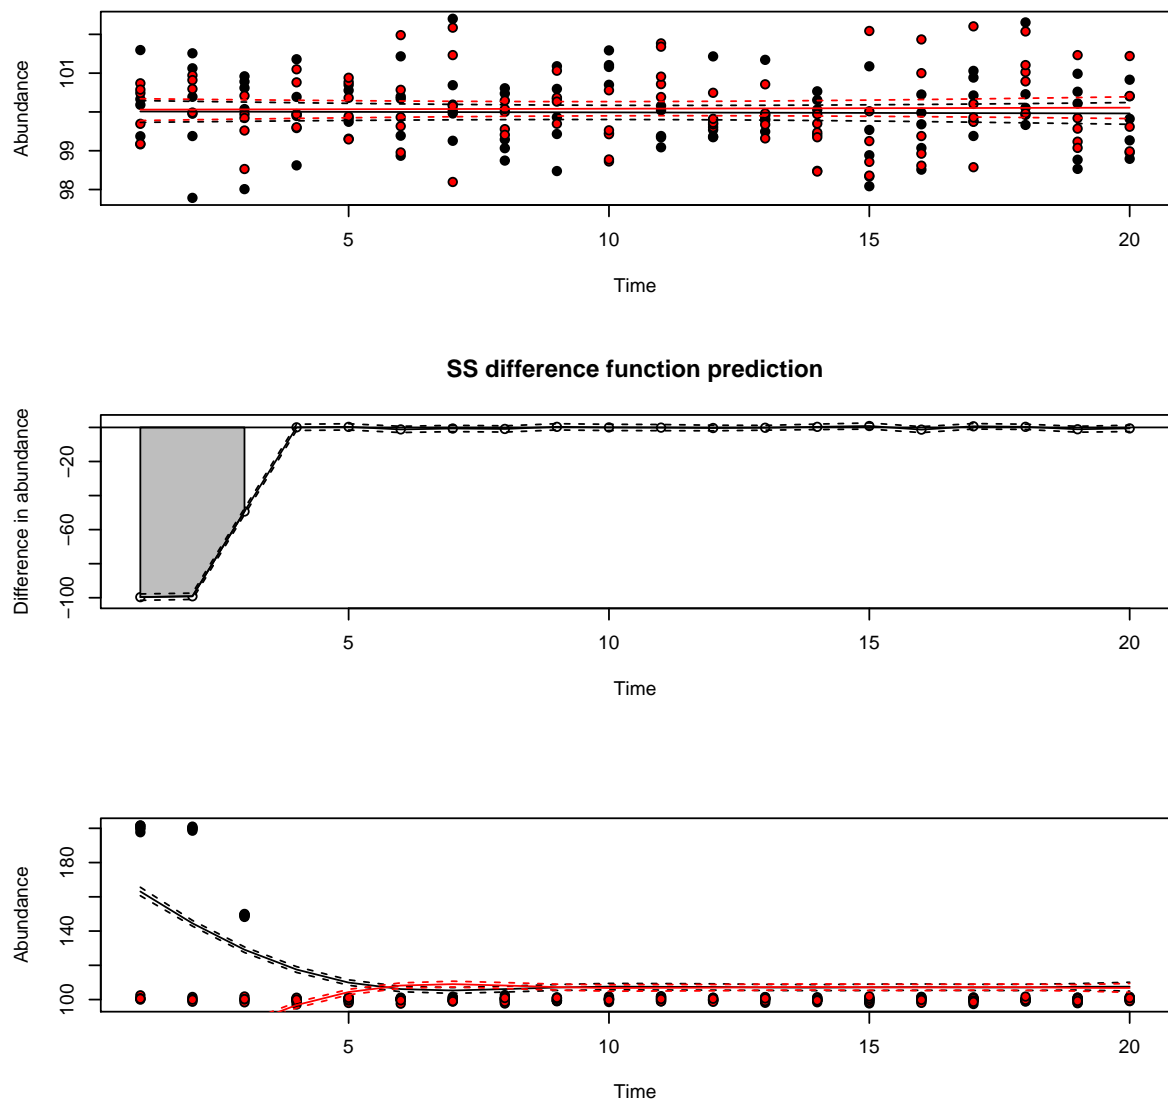 Abundance
98 99 101
5 10 15 20
Time
SS difference function prediction
Difference in abundance
−100 −60 −20
5 10 15 20
Time
Abundance
100 140 180
5 10 15 20
Time